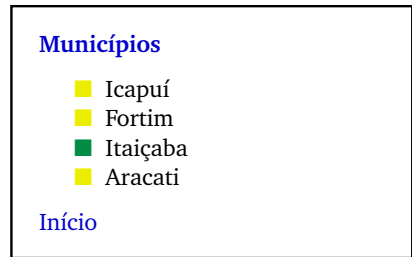 Municípios
Icapuí
Fortim
Itaiçaba
Aracati
Início